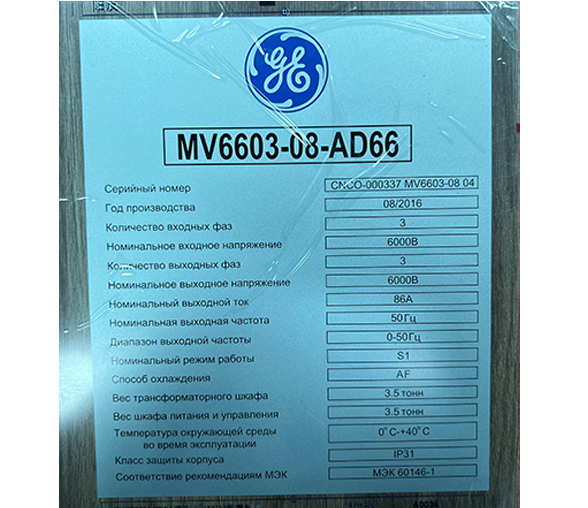 GE
MV6603-08-AD66
Серийный номер CNCO-000337 MV6603-08 04
Год производства 08/2016
Количество входных фаз 3
Номинальное входное напряжение 6000В
Количество выходных фаз 3
Номинальное выходное напряжение 6000В
Номинальный выходной ток 86А
Номинальная выходная частота 50Гц
Диапазон выходной частоты 0-50Гц
Номинальный режим работы S1
Способ охлаждения AF
Вес трансформаторного шкафа 3.5 тонн
Вес шкафа питания и управления 3.5 тонн
Температура окружающей среды 0°С-+40°С
во время эксплуатации
Класс защиты корпуса IP31
Соответствие рекомендациям МЭК МЭК 60146-1